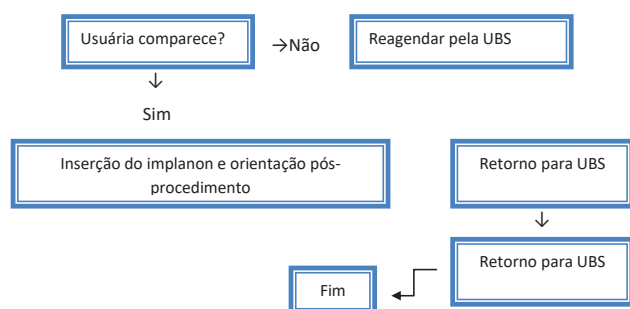 Usuária comparece?
→Não
Reagendar pela UBS
Sim
Inserção do implanon e orientação pós-
procedimento
Retorno para UBS
Retorno para UBS
Fim